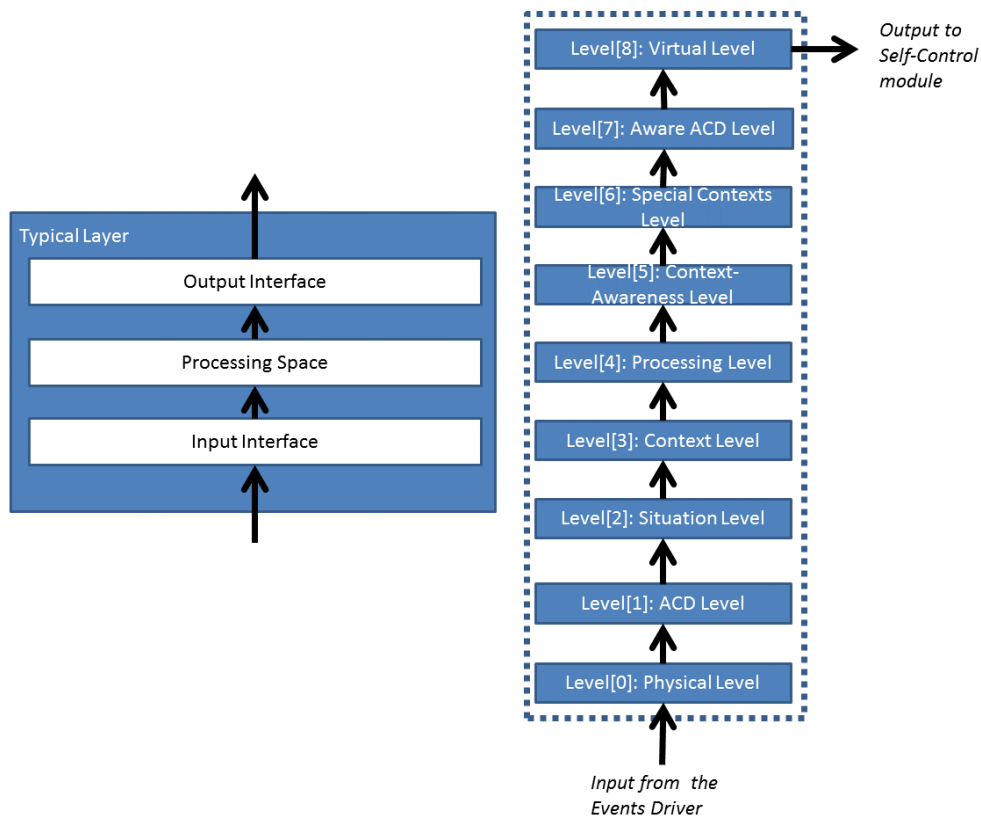 Typical Layer
Output Interface
Processing Space
Input Interface
Level[8]: Virtual Level
Output to
Self-Control
module
Level[7]: Aware ACD Level
Level[6]: Special Contexts
Level
Level[5]: Context-
Awareness Level
Level[4]: Processing Level
Level[3]: Context Level
Level[2]: Situation Level
Level[1]: ACD Level
Level[0]: Physical Level
Input from the
Events Driver